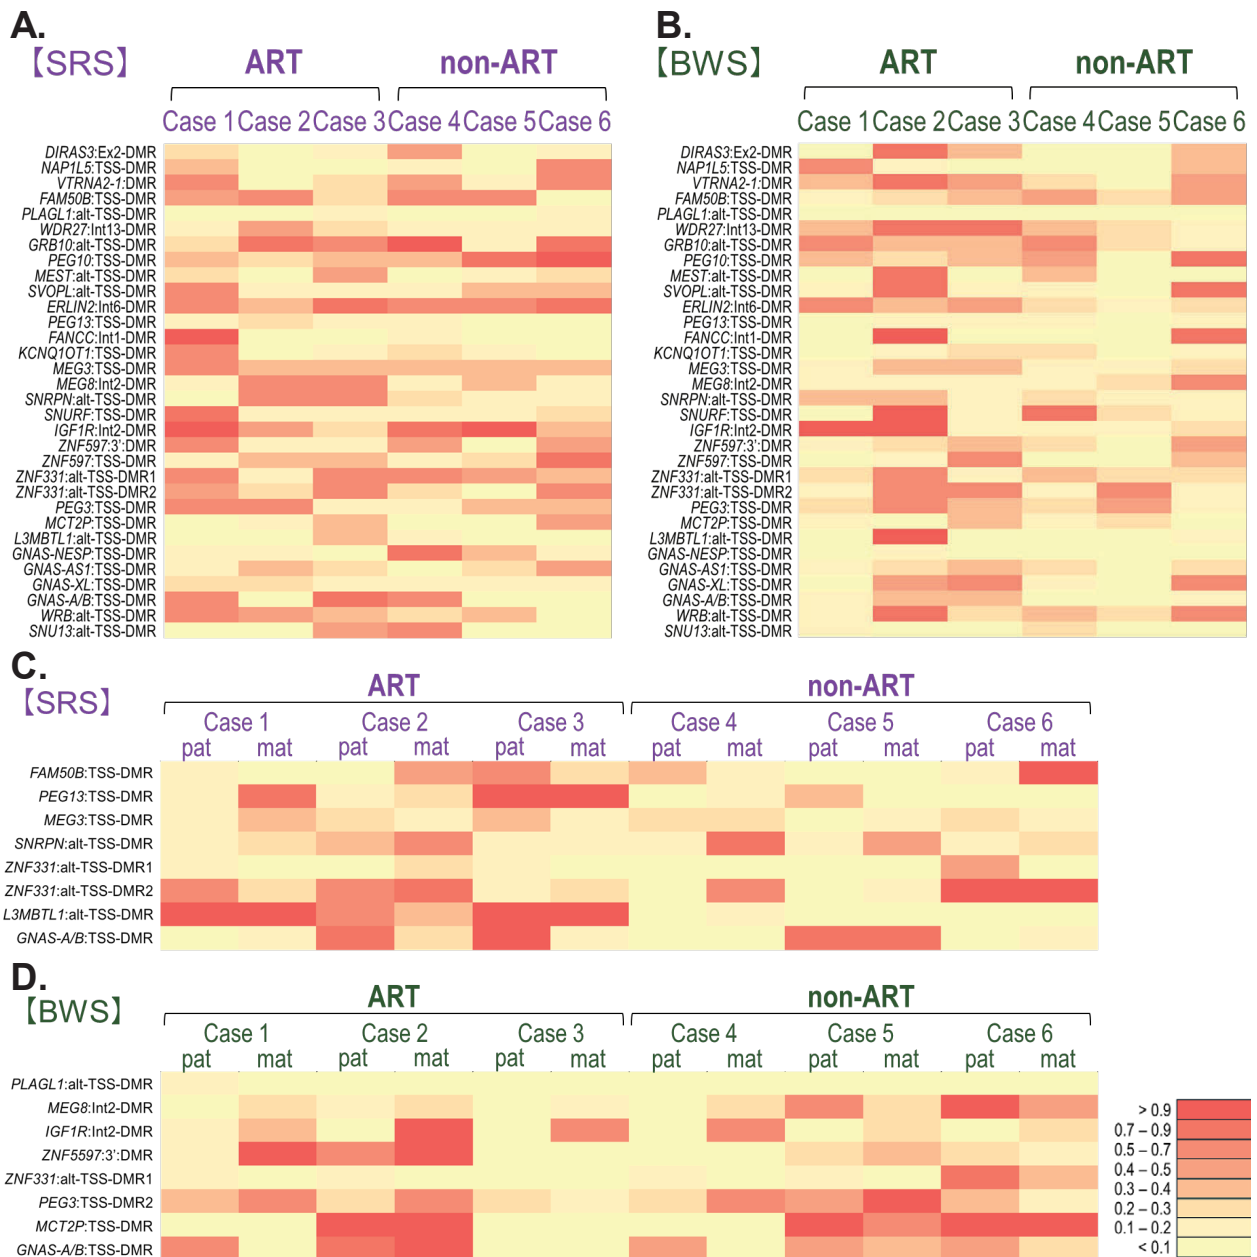 A.
【SRS】
ART non-ART
Case 1 Case 2 Case 3 Case 4 Case 5 Case 6
DIRAS3:Ex2-DMR
NAP1L5:TSS-DMR
VTRNA2-1:DMR
FAM50B:TSS-DMR
PLAGL1:alt-TSS-DMR
WDR27:Int13-DMR
GRB10:alt-TSS-DMR
PEG10:TSS-DMR
MEST:alt-TSS-DMR
SVOPL:alt-TSS-DMR
ERLIN2:Int6-DMR
PEG13:TSS-DMR
FANCC:Int1-DMR
KCNQ1OT1:TSS-DMR
MEG3:TSS-DMR
MEG8:Int2-DMR
SNRPN:alt-TSS-DMR
SNURF:TSS-DMR
IGF1R:Int2-DMR
ZNF597:3':DMR
ZNF597:TSS-DMR
ZNF331:alt-TSS-DMR1
ZNF331:alt-TSS-DMR2
PEG3:TSS-DMR
MCT2P:TSS-DMR
L3MBTL1:alt-TSS-DMR
GNAS-NESP:TSS-DMR
GNAS-AS1:TSS-DMR
GNAS-XL:TSS-DMR
GNAS-A/B:TSS-DMR
WRB:alt-TSS-DMR
SNU13:alt-TSS-DMR
B.
【BWS】
ART non-ART
Case 1 Case 2 Case 3 Case 4 Case 5 Case 6
DIRAS3:Ex2-DMR
NAP1L5:TSS-DMR
VTRNA2-1:DMR
FAM50B:TSS-DMR
PLAGL1:alt-TSS-DMR
WDR27:Int13-DMR
GRB10:alt-TSS-DMR
PEG10:TSS-DMR
MEST:alt-TSS-DMR
SVOPL:alt-TSS-DMR
ERLIN2:Int6-DMR
PEG13:TSS-DMR
FANCC:Int1-DMR
KCNQ1OT1:TSS-DMR
MEG3:TSS-DMR
MEG8:Int2-DMR
SNRPN:alt-TSS-DMR
SNURF:TSS-DMR
IGF1R:Int2-DMR
ZNF597:3':DMR
ZNF597:TSS-DMR
ZNF331:alt-TSS-DMR1
ZNF331:alt-TSS-DMR2
PEG3:TSS-DMR
MCT2P:TSS-DMR
L3MBTL1:alt-TSS-DMR
GNAS-NESP:TSS-DMR
GNAS-AS1:TSS-DMR
GNAS-XL:TSS-DMR
GNAS-A/B:TSS-DMR
WRB:alt-TSS-DMR
SNU13:alt-TSS-DMR
C.
【SRS】
ART non-ART
Case 1 Case 2 Case 3 Case 4 Case 5 Case 6
pat mat pat mat pat mat pat mat pat mat pat mat
FAM50B:TSS-DMR
PEG13:TSS-DMR
MEG3:TSS-DMR
SNRPN:alt-TSS-DMR
ZNF331:alt-TSS-DMR1
ZNF331:alt-TSS-DMR2
L3MBTL1:alt-TSS-DMR
GNAS-A/B:TSS-DMR
D.
【BWS】
ART non-ART
Case 1 Case 2 Case 3 Case 4 Case 5 Case 6
pat mat pat mat pat mat pat mat pat mat pat mat
PLAGL1:alt-TSS-DMR
MEG8:Int2-DMR
IGF1R:Int2-DMR
ZNF5597:3':DMR
ZNF331:alt-TSS-DMR1
PEG3:TSS-DMR2
MCT2P:TSS-DMR
GNAS-A/B:TSS-DMR
> 0.9
0.7 – 0.9
0.5 – 0.7
0.4 – 0.5
0.3 – 0.4
0.2 – 0.3
0.1 – 0.2
< 0.1